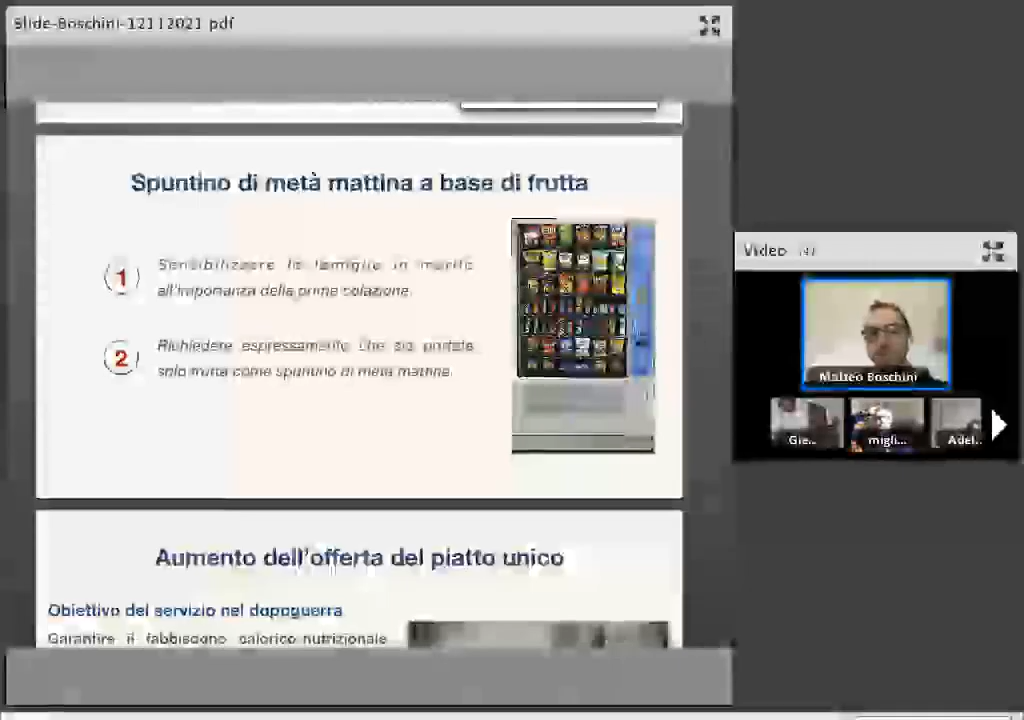 Slide-Boschini-12112021 pdf
Spuntino di metà mattina a base di frutta
1
Sensibilizzare le famiglie in merito
all'importanza della prima colazione.
2
Richiedere espressamente che sia portata
solo frutta come spuntino di metà mattina.
Aumento dell'offerta del piatto unico
Obiettivo del servizio nel dopoguerra
Garantire il fabbisogno calorico-nutrizionale
Video
Matteo Boschini
Gie...
migli...
Adel..